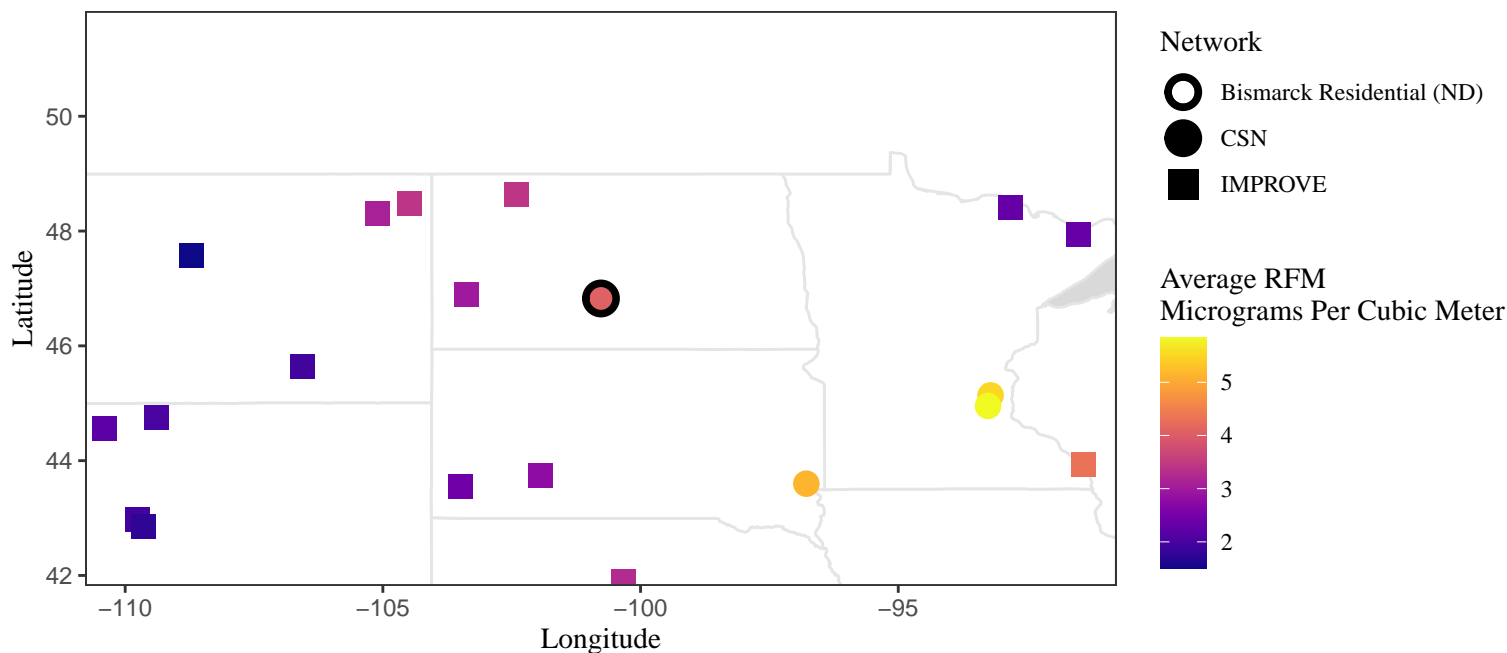 50
48
46
44
42
Latitude
−110
−105
−100
−95
Longitude
Network
Bismarck Residential (ND)
CSN
IMPROVE
Average RFM
Micrograms Per Cubic Meter
5
4
3
2